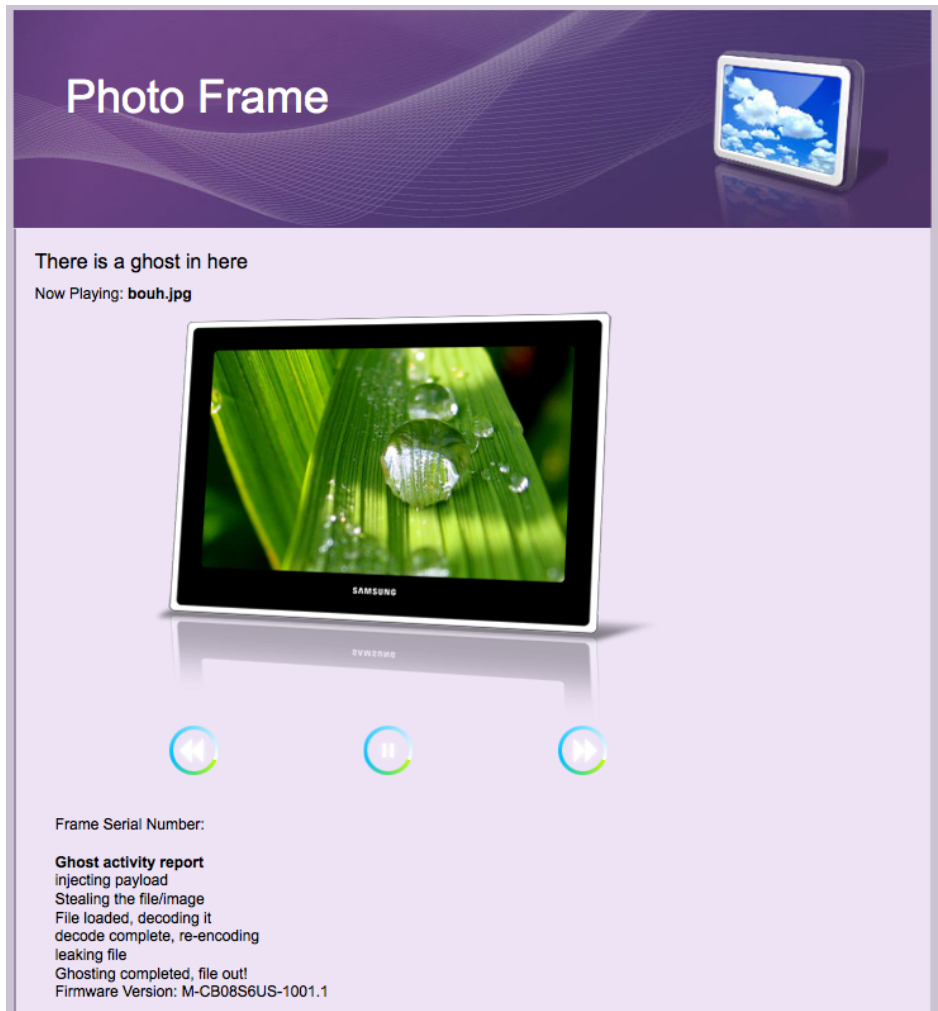 Photo Frame
There is a ghost in here
Now Playing: bouh.jpg
SAMSUNG
SAMSUNG
Frame Serial Number:
Ghost activity report
injecting payload
Stealing the file/image
File loaded, decoding it
decode complete, re-encoding
leaking file
Ghosting completed, file out!
Firmware Version: M-CB08S6US-1001.1